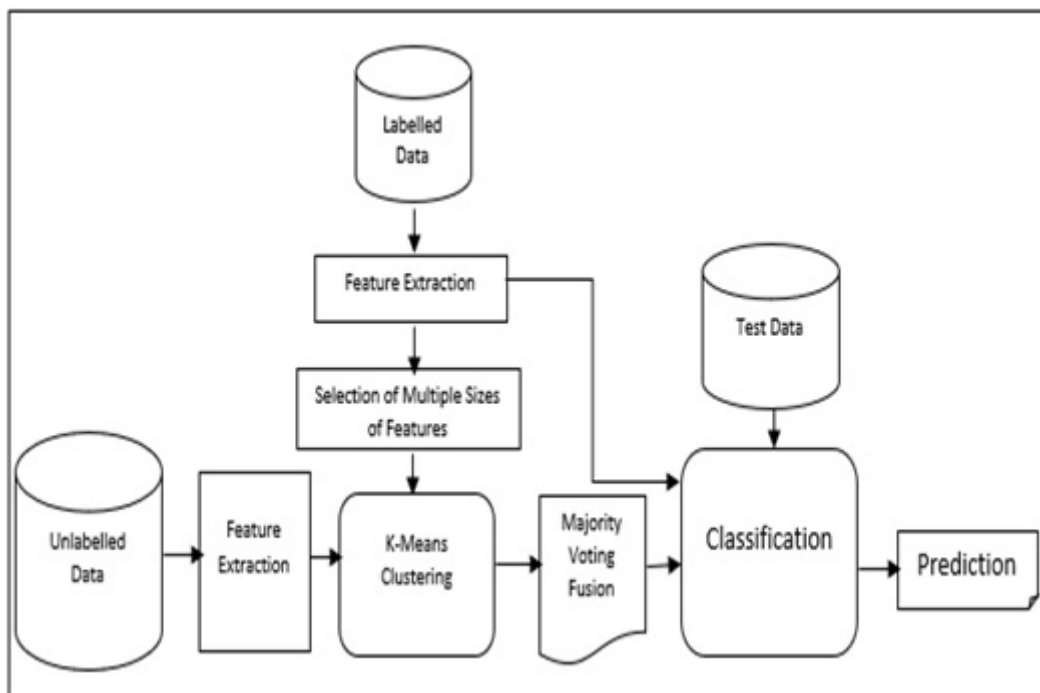 Labelled
Data
Feature Extraction
Selection of Multiple Sizes
of Features
Test Data
Unlabelled
Data
Feature
Extraction
K-Means
Clustering
Majority
Voting
Fusion
Classification
Prediction